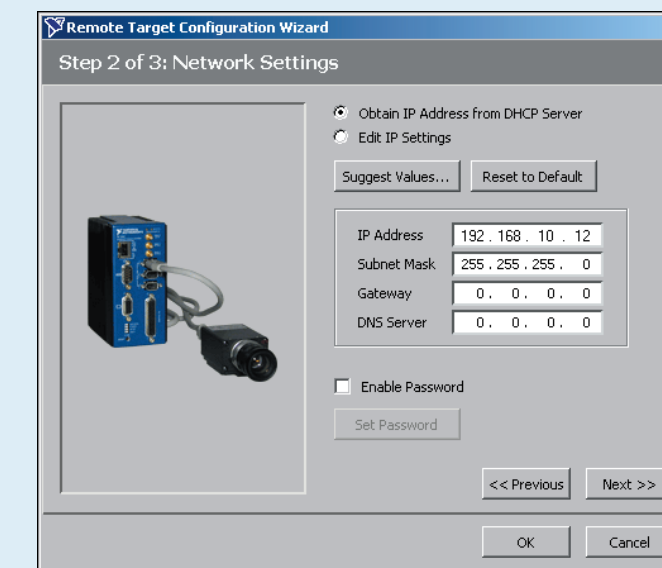 Remote Target Configuration Wizard
Step 2 of 3: Network Settings
Obtain IP Address from DHCP Server
Edit IP Settings
Suggest Values... Reset to Default
IP Address 192 . 168 . 10 . 12
Subnet Mask 255 . 255 . 255 . 0
Gateway 0 . 0 . 0 . 0
DNS Server 0 . 0 . 0 . 0
Enable Password
Set Password
<< Previous Next >>
OK Cancel